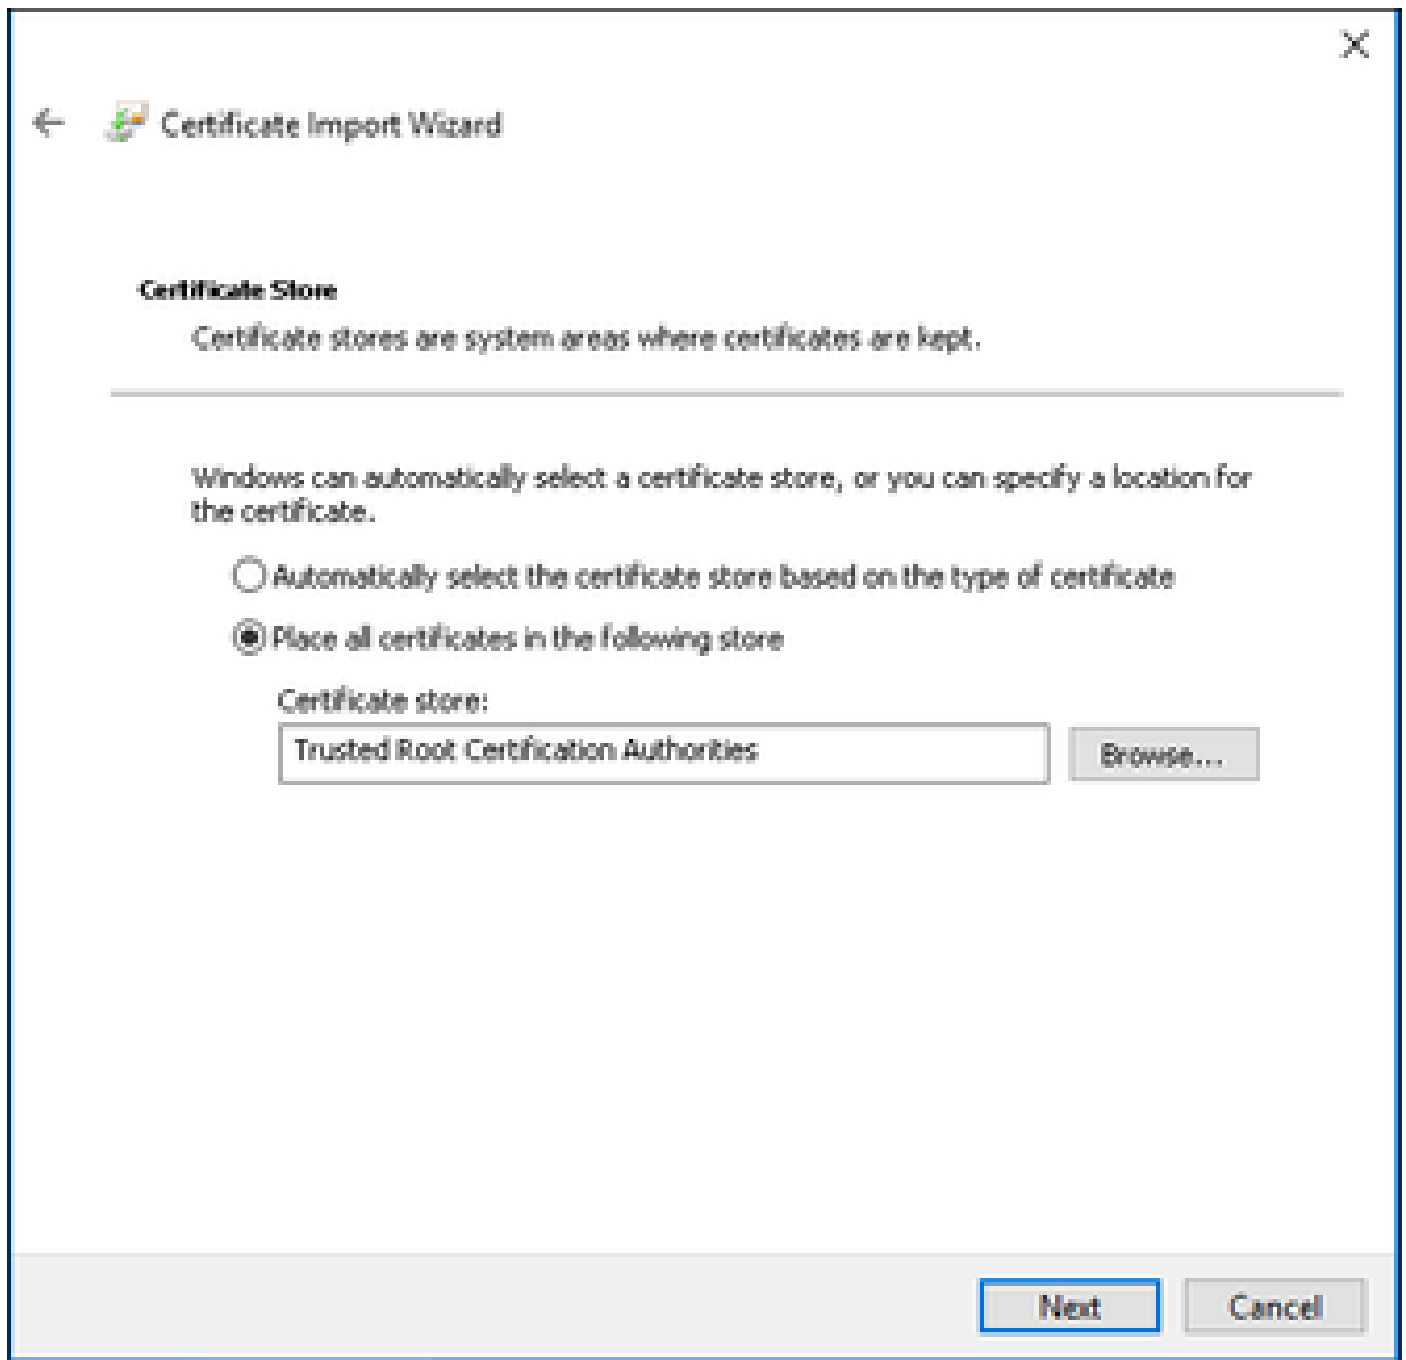 Certificate Import Wizard
Certificate Store
Certificate stores are system areas where certificates are kept.
Windows can automatically select a certificate store, or you can specify a location for
the certificate.
Automatically select the certificate store based on the type of certificate
Place all certificates in the following store
Certificate store:
Trusted Root Certification Authorities
Browse...
Next
Cancel